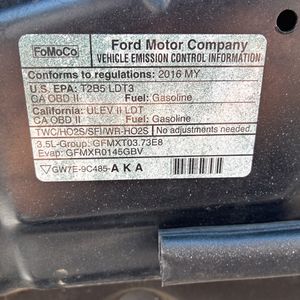 FoMoCo
Ford Motor Company
VEHICLE EMISSION CONTROL INFORMATION
Conforms to regulations: 2016 MY
U.S. EPA: T2B5 LDT3
CA OBD II Fuel: Gasoline
California: ULEV II LDT
CA OBD II Fuel: Gasoline
TWC/HO2S/SFI/WR-HO2S No adjustments needed.
3.5L-Group: GFMXT03.73E8
Evap: GFMXR0145GBV
GW7E-9C485-AKA